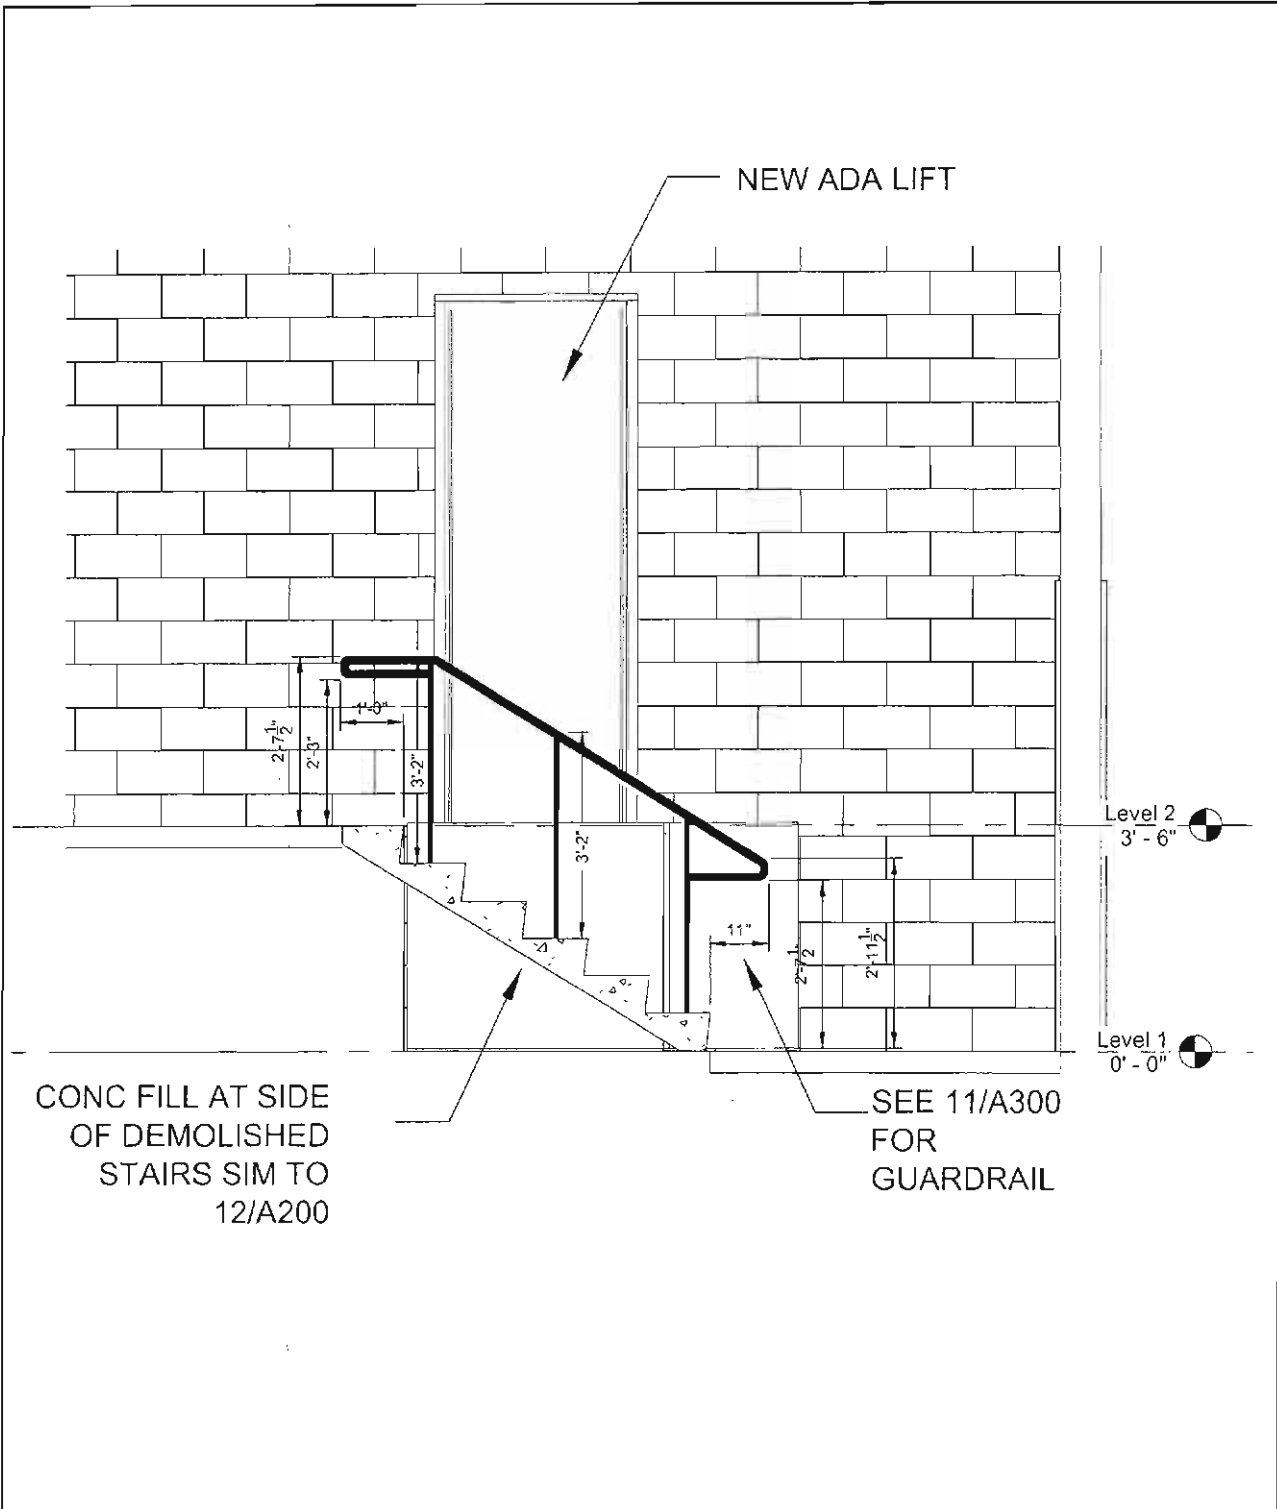 NEW ADA LIFT
1'-0"
2'-7 1/2"
2'-3"
3'-2"
3'-2"
Level 2
3' - 6"
11"
2'-7 1/2
2'-11 1/2"
Level 1
0' - 0"
CONC FILL AT SIDE
OF DEMOLISHED
STAIRS SIM TO
12/A200
SEE 11/A300
FOR
GUARDRAIL